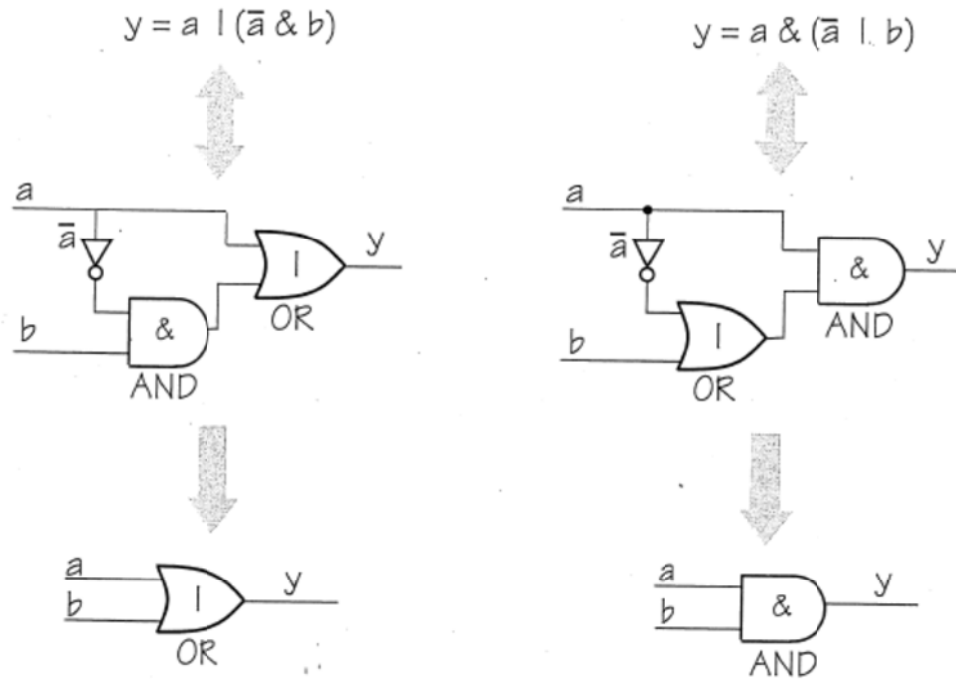 y = a | (a̅ & b)
a
a̅
b
&
AND
|
OR
y
a
b
|
OR
y
y = a & (a̅ | b)
a
a̅
b
|
OR
&
AND
y
a
b
&
AND
y